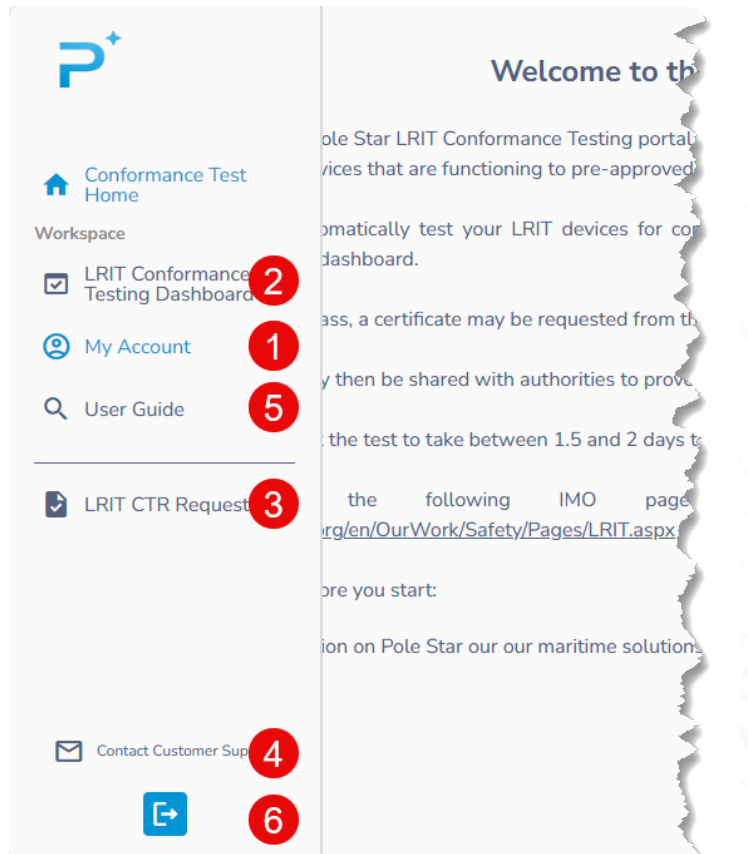 P
Welcome to th
Conformance Test
Home
Workspace
LRIT Conformance
Testing Dashboard
2
My Account
1
User Guide
5
LRIT CTR Request
3
Contact Customer Sup
4
6
ole Star LRIT Conformance Testing portal
vices that are functioning to pre-approved
omatically test your LRIT devices for cor
dashboard.
ass, a certificate may be requested from th
y then be shared with authorities to prove
the test to take between 1.5 and 2 days t
the following IMO page
org/en/OurWork/Safety/Pages/LRIT.aspx
ore you start:
ion on Pole Star our our maritime solutions